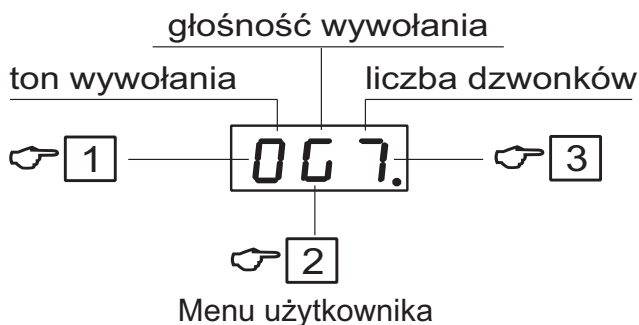 głośność wywołania
ton wywołania liczba dzwonków
1 0G7. 3
2
Menu użytkownika